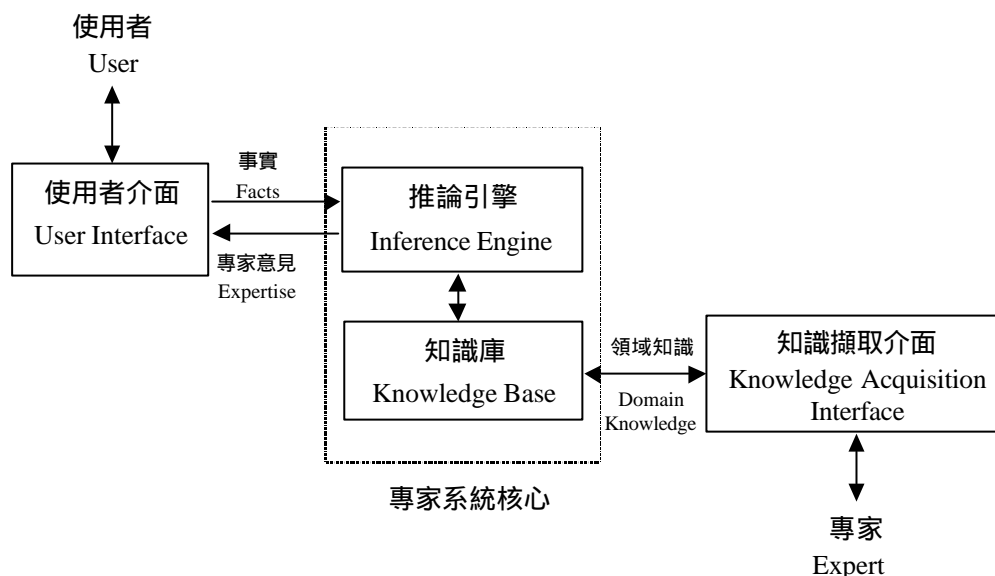 使用者
User
使用者介面
User Interface
事實
Facts
專家意見
Expertise
推論引擎
Inference Engine
知識庫
Knowledge Base
專家系統核心
領域知識
Domain
Knowledge
知識擷取介面
Knowledge Acquisition
Interface
專家
Expert